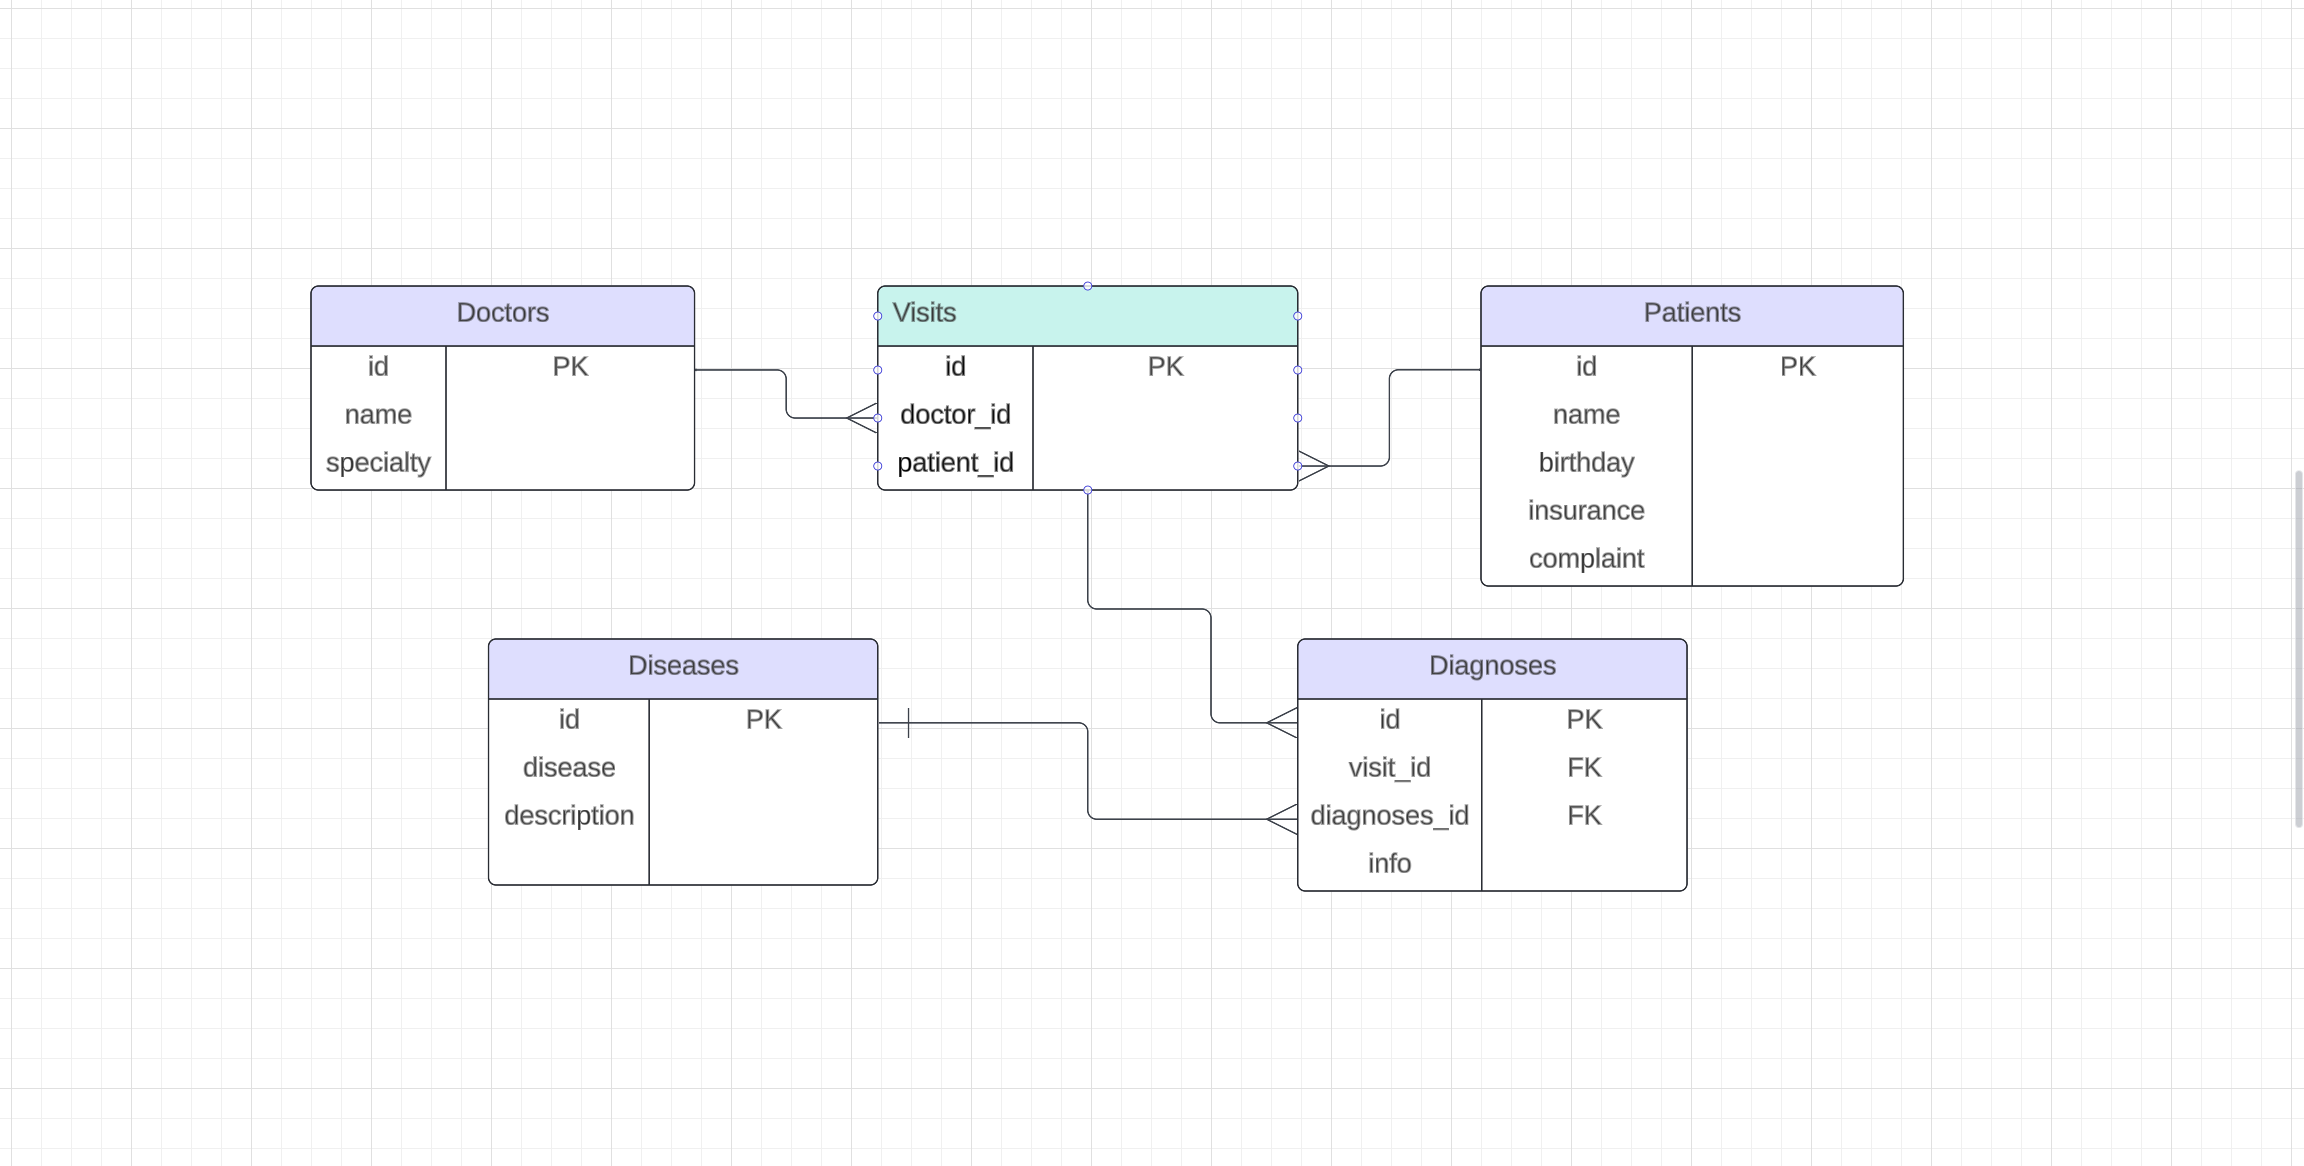 Doctors
id PK
name
specialty
Visits
id PK
doctor_id
patient_id
Patients
id PK
name
birthday
insurance
complaint
Diseases
id PK
disease
description
Diagnoses
id PK
visit_id FK
diagnoses_id FK
info